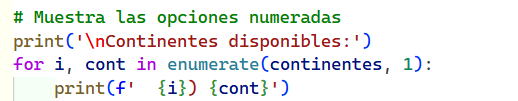 # Muestra las opciones numeradas
print('\nContinentes disponibles:')
for i, cont in enumerate(continentes, 1):
    print(f'  {i}) {cont}')